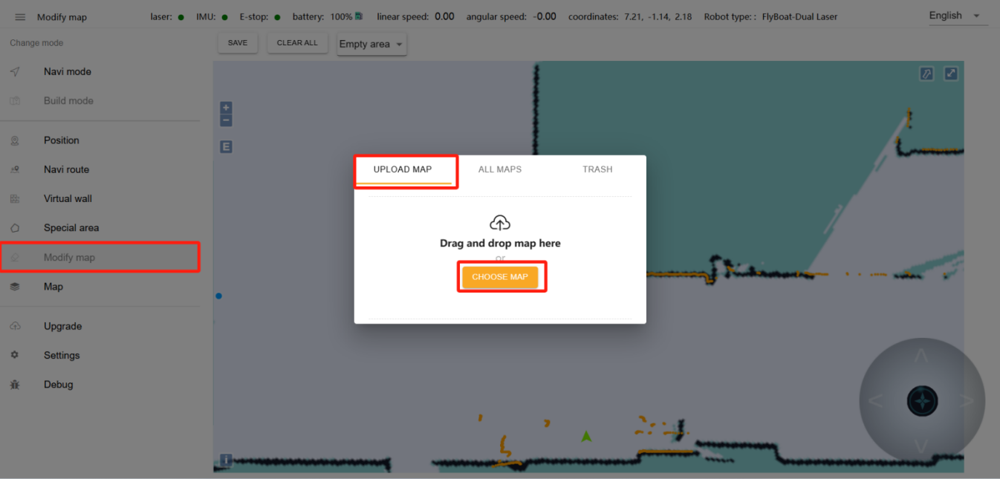 Modify map laser: IMU: E-stop: battery: 100% linear speed: 0.00 angular speed: -0.00 coordinates: 7.21, -1.14, 2.18 Robot type: : FlyBoat-Dual Laser English
Change mode
SAVE CLEAR ALL Empty area
Navi mode
Build mode
+
−
Position
E
Navi route
UPLOAD MAP ALL MAPS TRASH
Virtual wall
Special area
Drag and drop map here
or
Modify map
CHOOSE MAP
Map
Upgrade
Settings
Debug
i